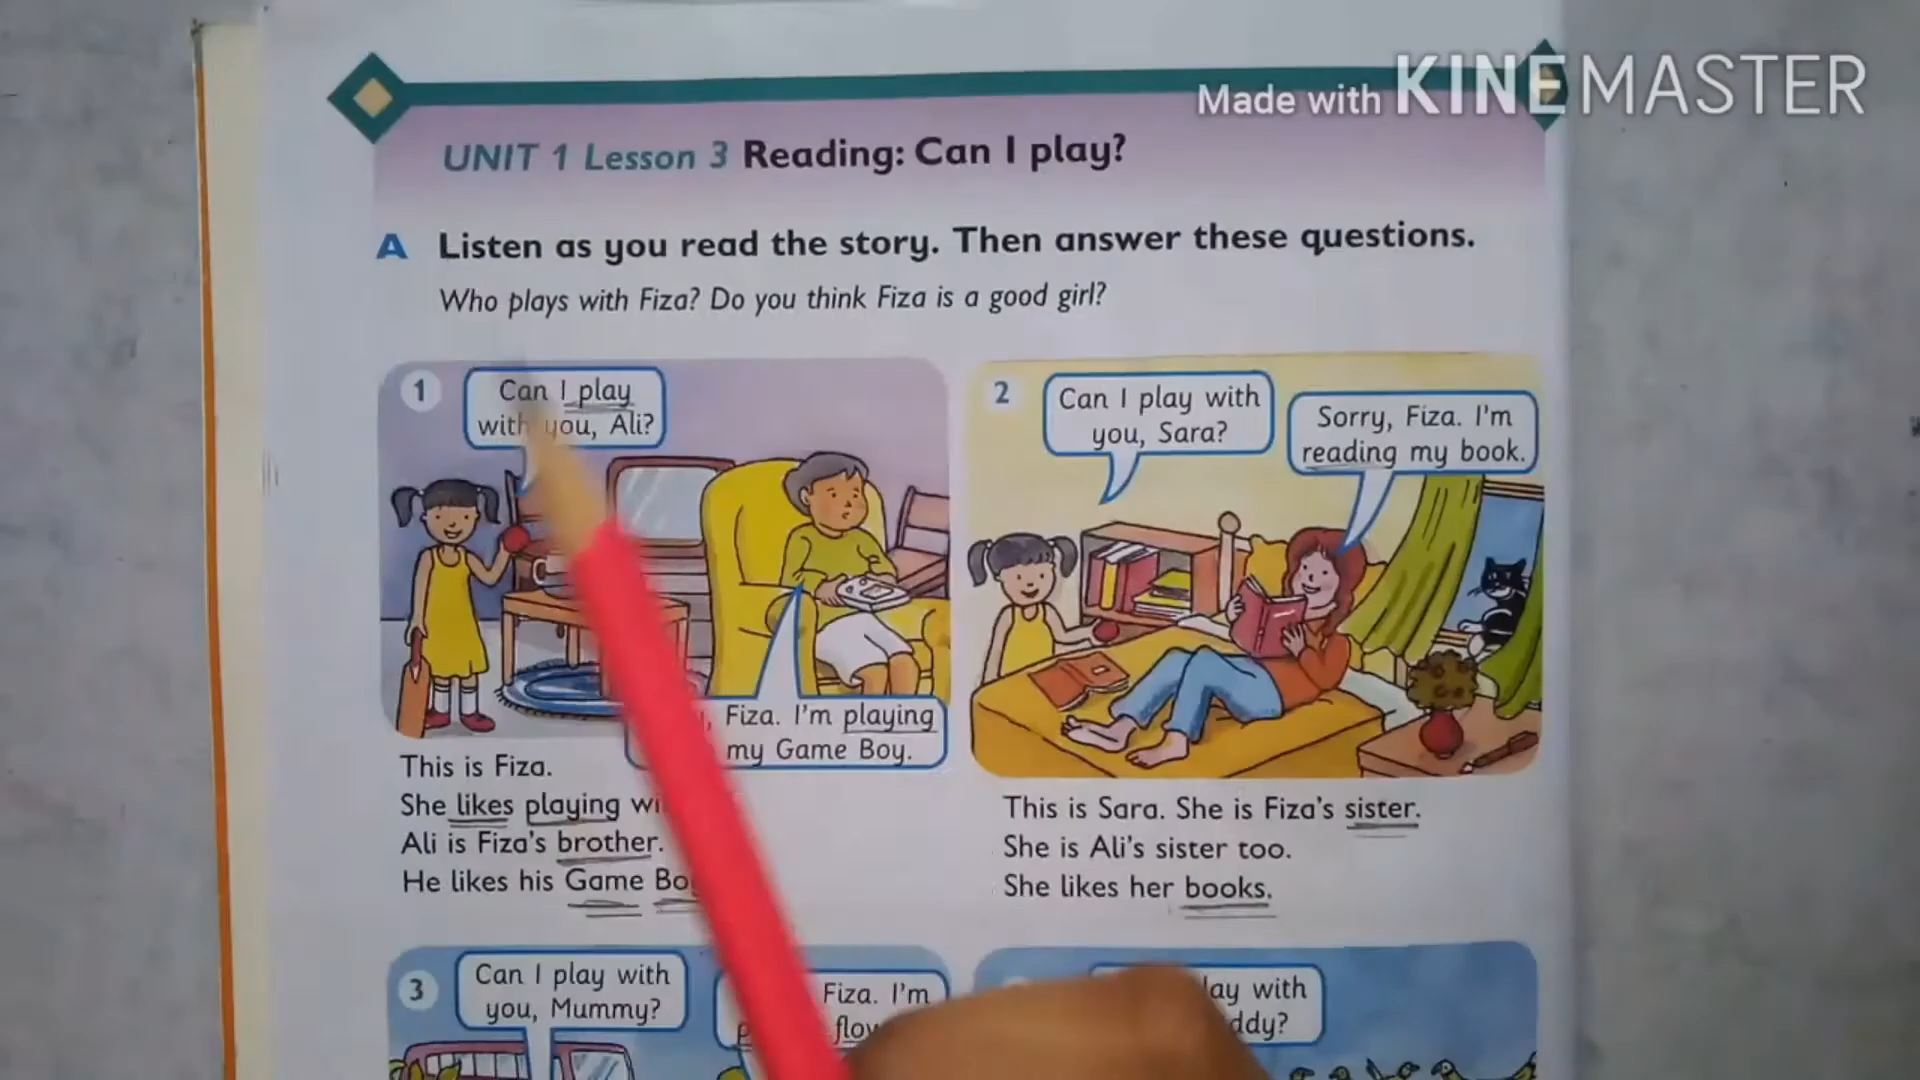 Made with KINEMASTER
UNIT 1 Lesson 3 Reading: Can I play?
A Listen as you read the story. Then answer these questions.
Who plays with Fiza? Do you think Fiza is a good girl?
1
Can I play
with you, Ali?
Fiza. I'm playing
my Game Boy.
This is Fiza.
She likes playing
Ali is Fiza's brother.
He likes his Game
2
Can I play with
you, Sara?
Sorry, Fiza. I'm
reading my book.
This is Sara. She is Fiza's sister.
She is Ali's sister too.
She likes her books.
3
Can I play with
you, Mummy?
Fiza. I'm
with